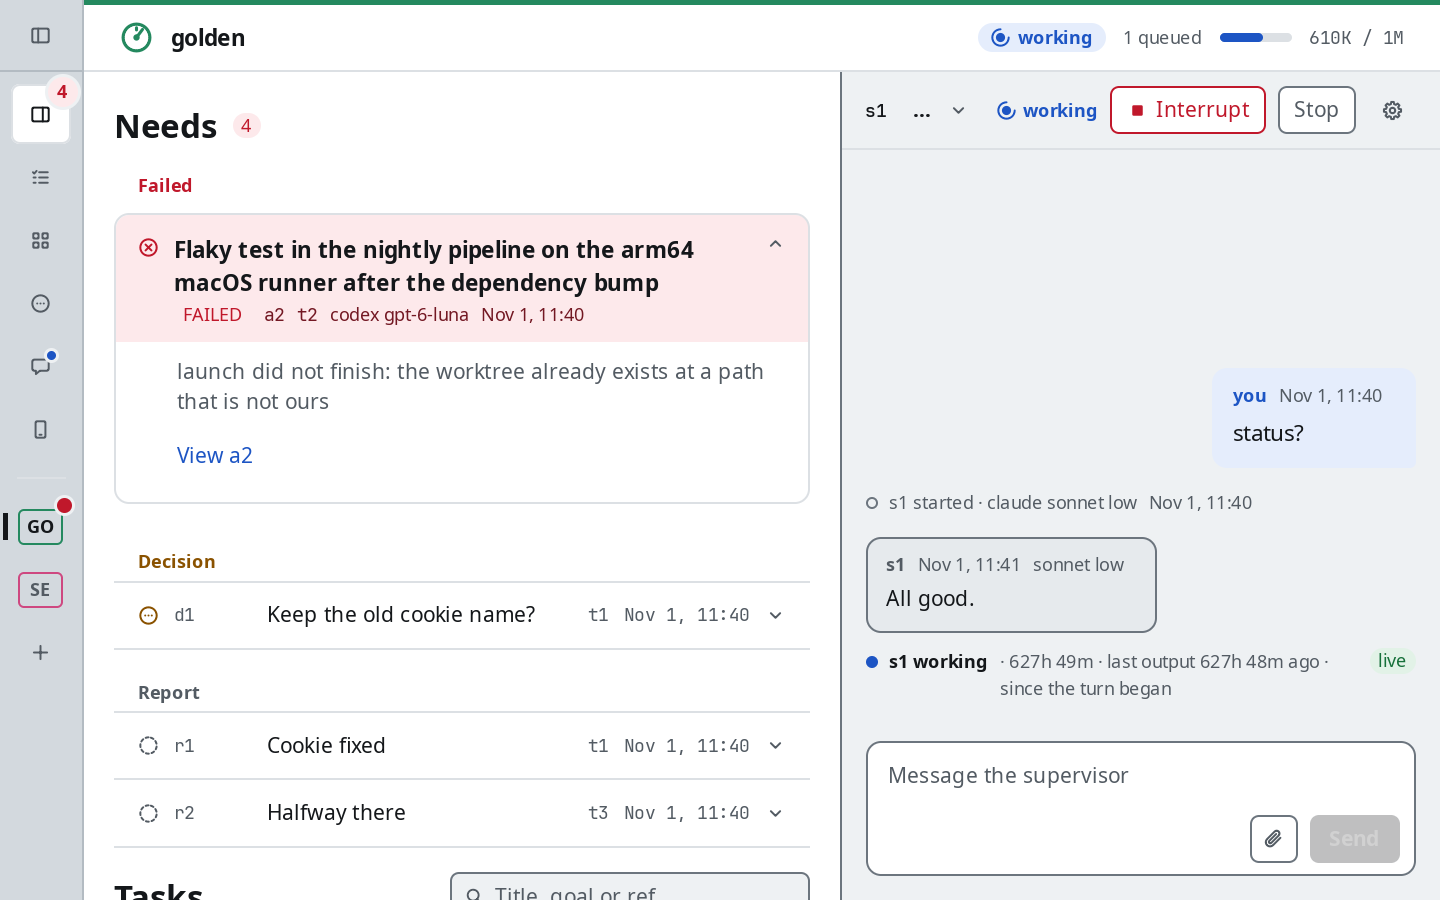 golden
working
1 queued
610K / 1M
4
GO
SE
Needs 4
Failed
Flaky test in the nightly pipeline on the arm64
macOS runner after the dependency bump
FAILED a2 t2 codex gpt-6-luna Nov 1, 11:40
launch did not finish: the worktree already exists at a path
that is not ours
View a2
Decision
d1 Keep the old cookie name? t1 Nov 1, 11:40
Report
r1 Cookie fixed t1 Nov 1, 11:40
r2 Halfway there t3 Nov 1, 11:40
Tasks
Title, goal or ref
s1 ... working Interrupt Stop
you Nov 1, 11:40
status?
s1 started · claude sonnet low Nov 1, 11:40
s1 Nov 1, 11:41 sonnet low
All good.
s1 working · 627h 49m · last output 627h 48m ago · live
since the turn began
Message the supervisor
Send